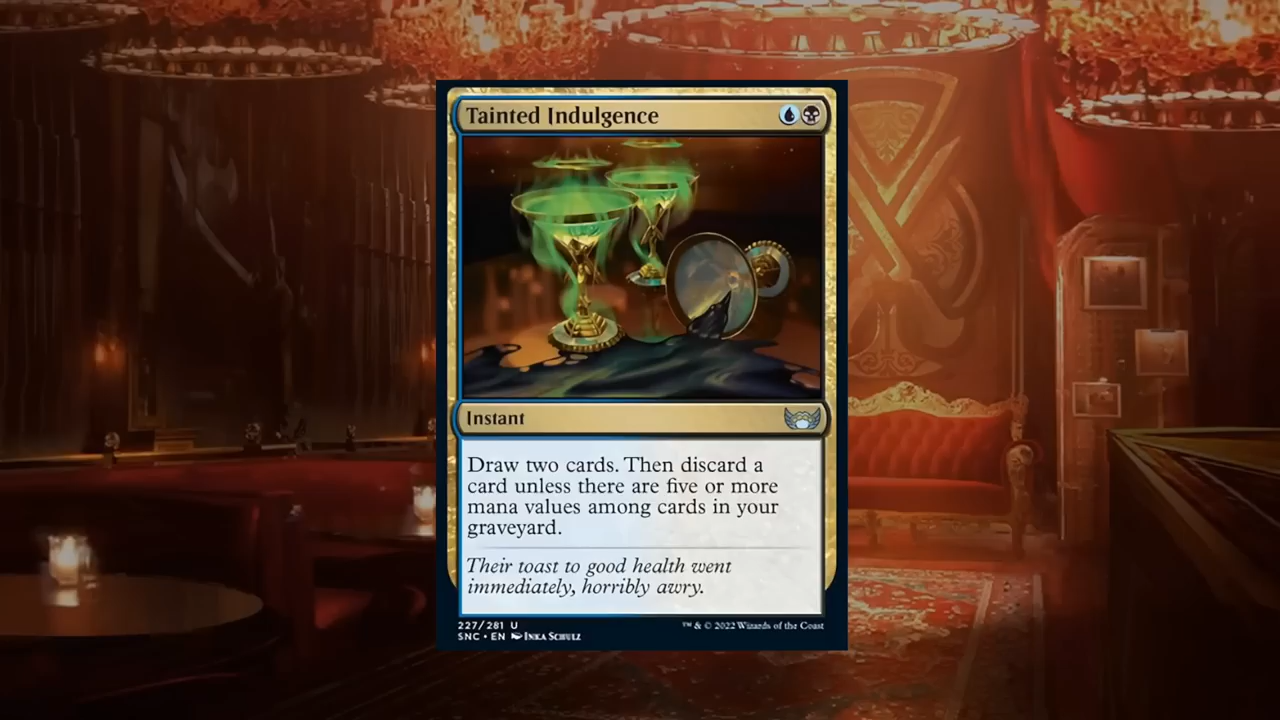 Tainted Indulgence
Instant
Draw two cards. Then discard a
card unless there are five or more
mana values among cards in your
graveyard.
Their toast to good health went
immediately, horribly awry.
227/281 U
™ & © 2022 Wizards of the Coast
SNC • EN Inka Schulz